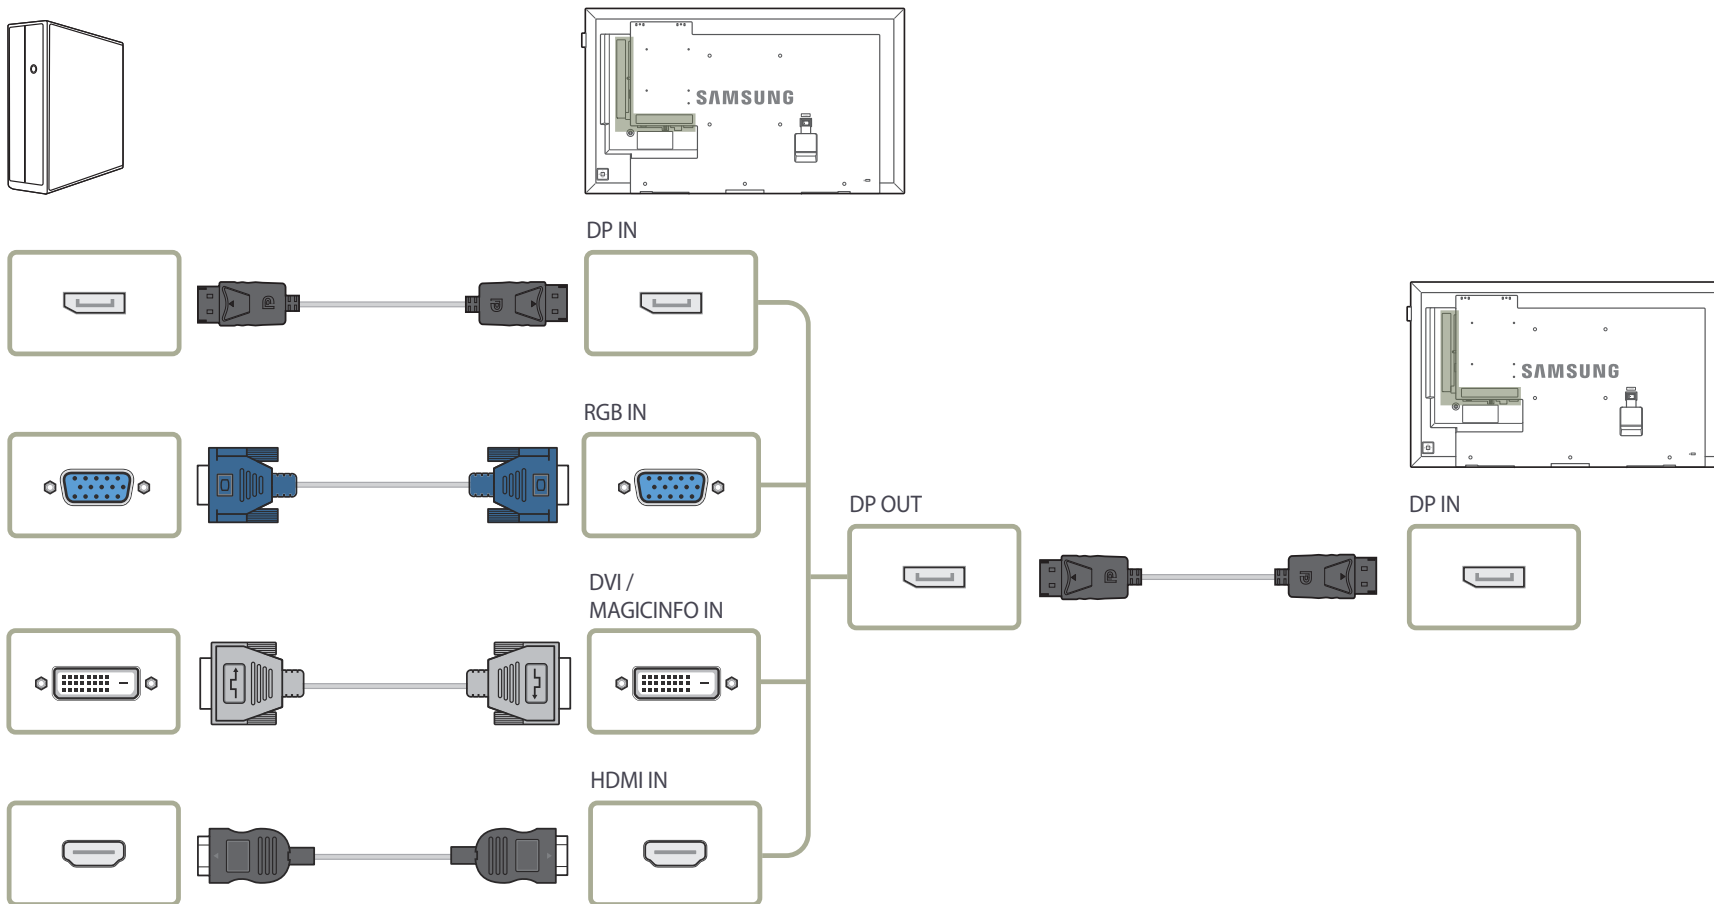 SAMSUNG
DP IN
SAMSUNG
RGB IN
DP OUT
DP IN
DVI /
MAGICINFO IN
HDMI IN